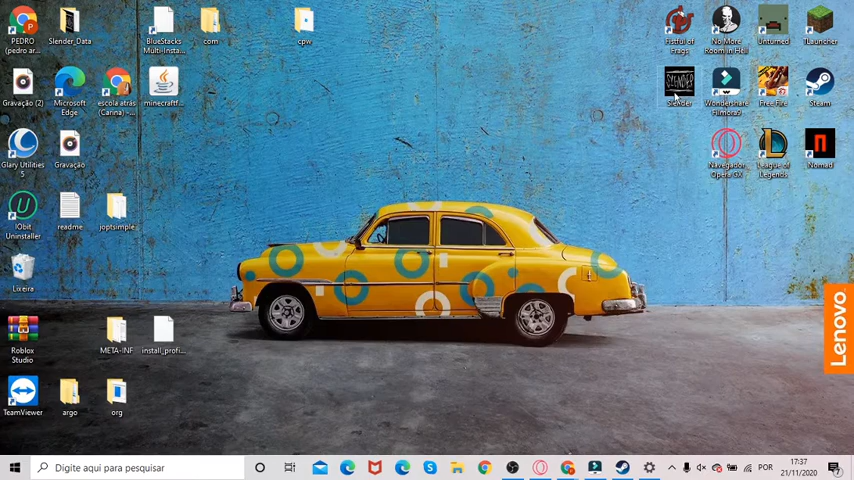 PEDRO
(pedro ar...
Slender_Data
BlueStacks
Multi-Insta...
com
cpw
Fistful of
Frags
No More
Room in Hell
Unturned
TLauncher
Gravação (2)
Microsoft
Edge
escola atrás
(Carina) -...
minecraftf...
SLENDER
Slender
Wondershare
Filmora9
Free Fire
Steam
Glary Utilities
5
Gravação
Navegador
Opera GX
League of
Legends
Nomad
IObit
Uninstaller
readme
joptsimple
Lixeira
Roblox
Studio
META-INF
install_profi...
Lenovo
TeamViewer
argo
org
Digite aqui para pesquisar
POR
17:37
21/11/2020
7